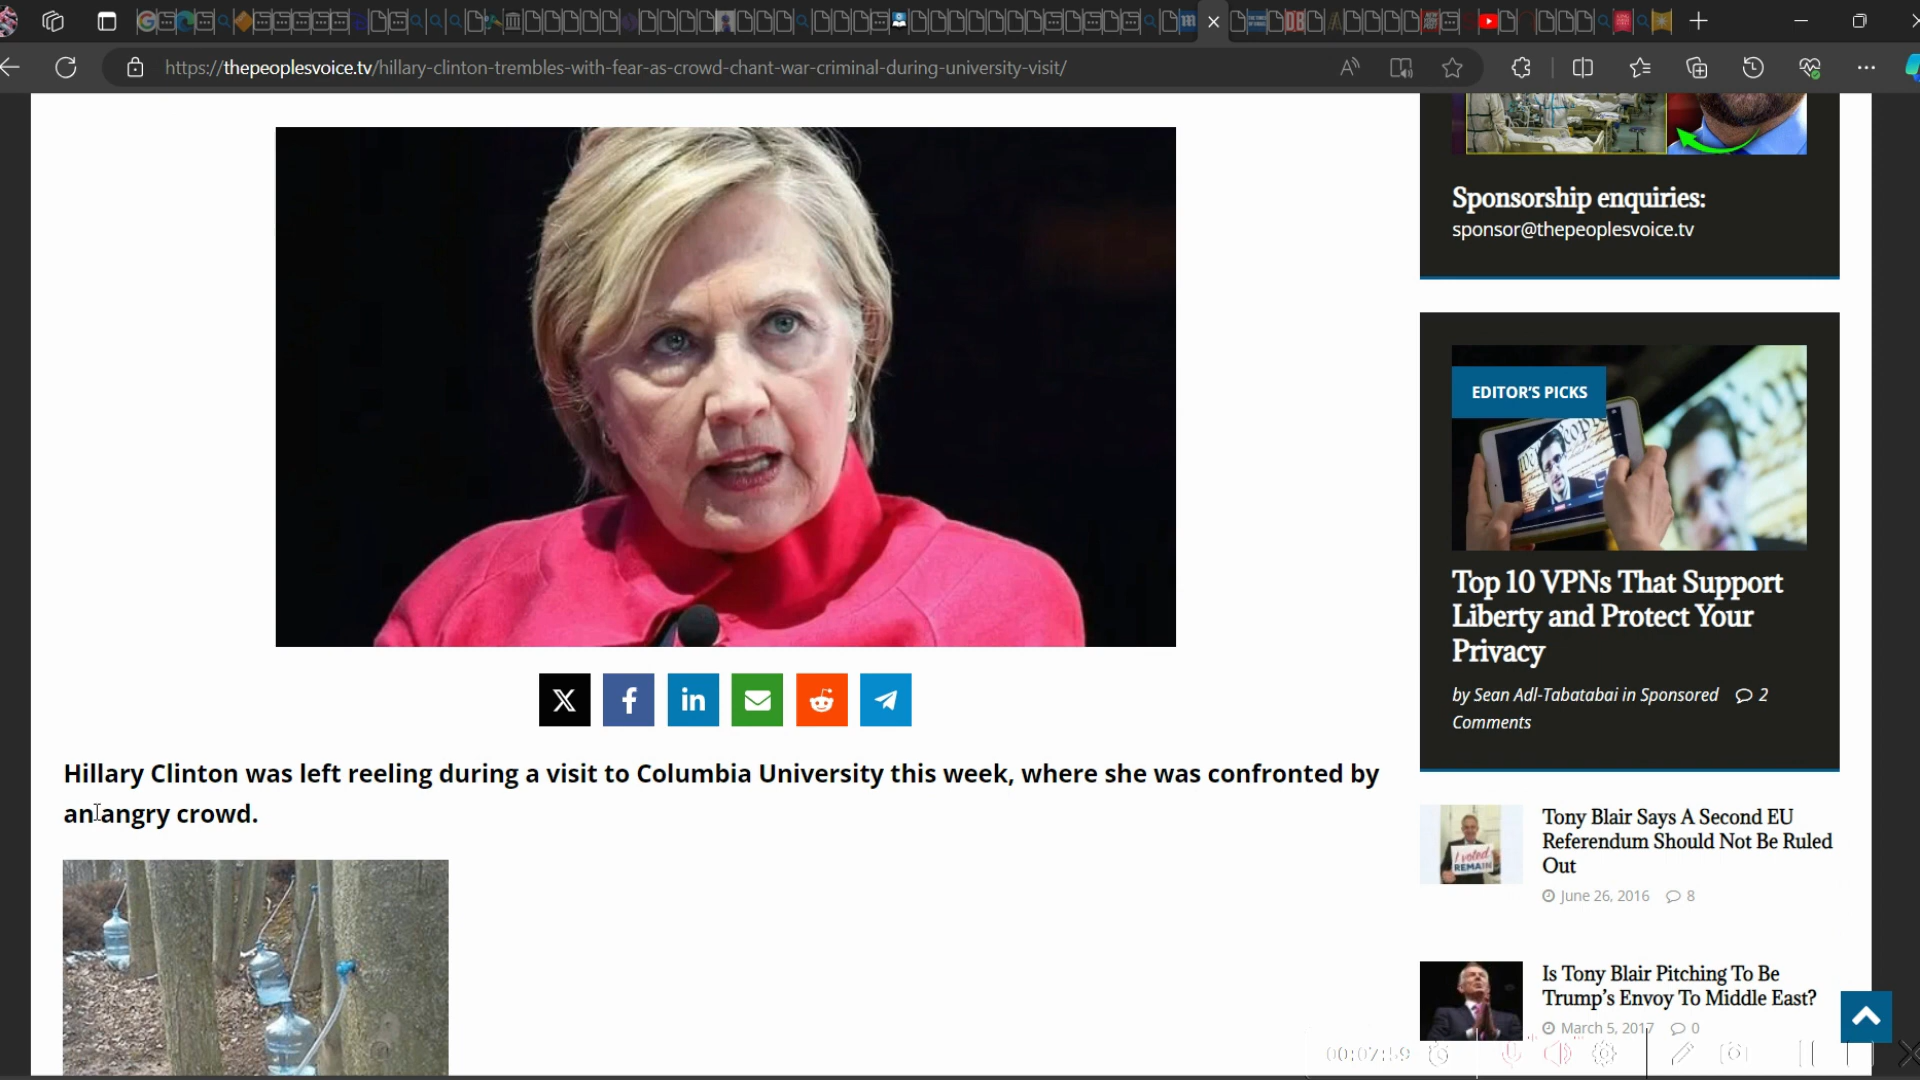 https://thepeoplesvoice.tv/hillary-clinton-trembles-with-fear-as-crowd-chant-war-criminal-during-university-visit/
Sponsorship enquiries:
sponsor@thepeoplesvoice.tv
EDITOR'S PICKS
Top 10 VPNs That Support
Liberty and Protect Your
Privacy
by Sean Adl-Tabatabai in Sponsored 2
Comments
Hillary Clinton was left reeling during a visit to Columbia University this week, where she was confronted by
an angry crowd.
I voted
REMAIN
Tony Blair Says A Second EU
Referendum Should Not Be Ruled
Out
June 26, 2016 8
Is Tony Blair Pitching To Be
Trump's Envoy To Middle East?
March 5, 2017 0
00:07:59